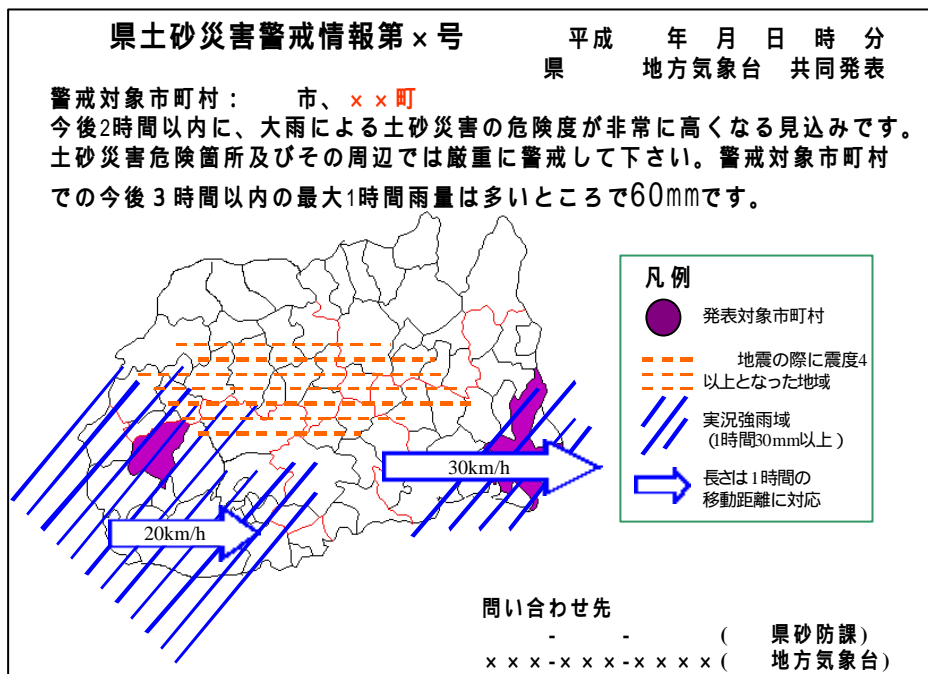 県土砂災害警戒情報第×号
平成 年 月 日 時 分
県 地方気象台 共同発表
警戒対象市町村： 市、××町
今後2時間以内に、大雨による土砂災害の危険度が非常に高くなる見込みです。
土砂災害危険箇所及びその周辺では厳重に警戒して下さい。警戒対象市町村
での今後３時間以内の最大1時間雨量は多いところで60mmです。
凡例
発表対象市町村
地震の際に震度4
以上となった地域
実況強雨域
(1時間30mm以上）
長さは1時間の
移動距離に対応
30km/h
20km/h
問い合わせ先
- - ( 県砂防課)
×××-×××-××××( 地方気象台)